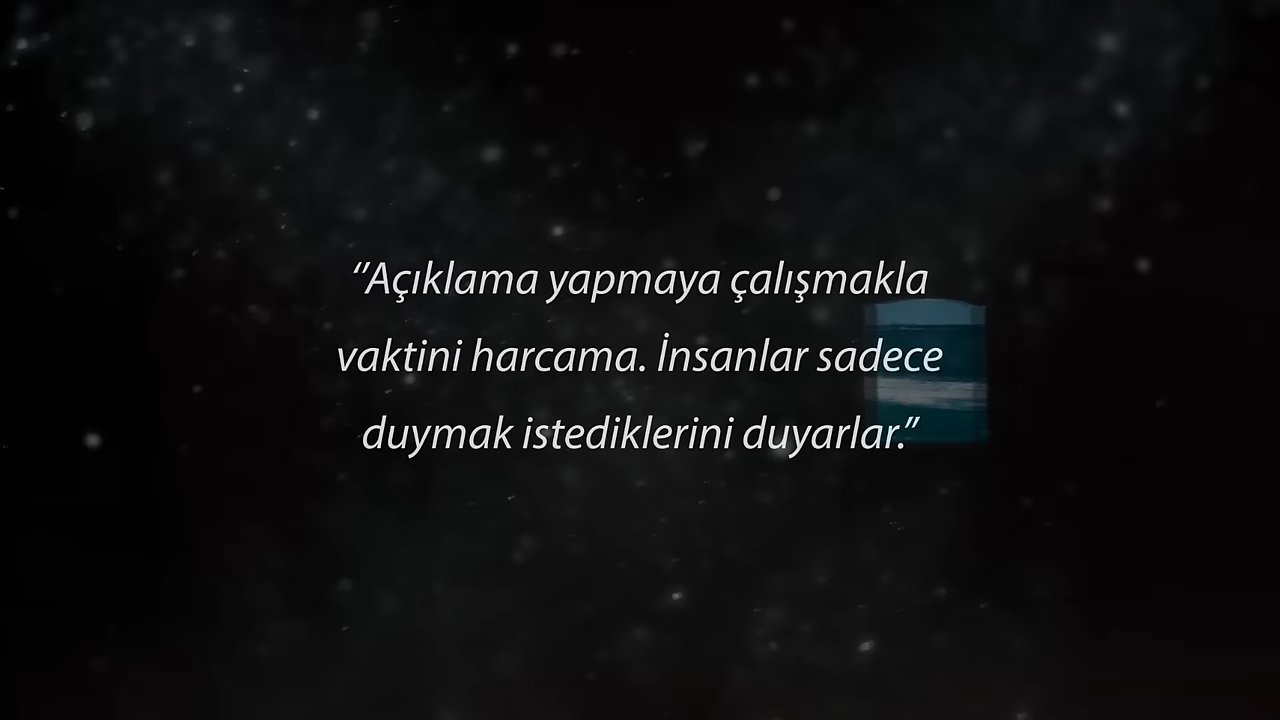 “Açıklama yapmaya çalışmakla
vaktini harcama. İnsanlar sadece
duymak istediklerini duyarlar.”